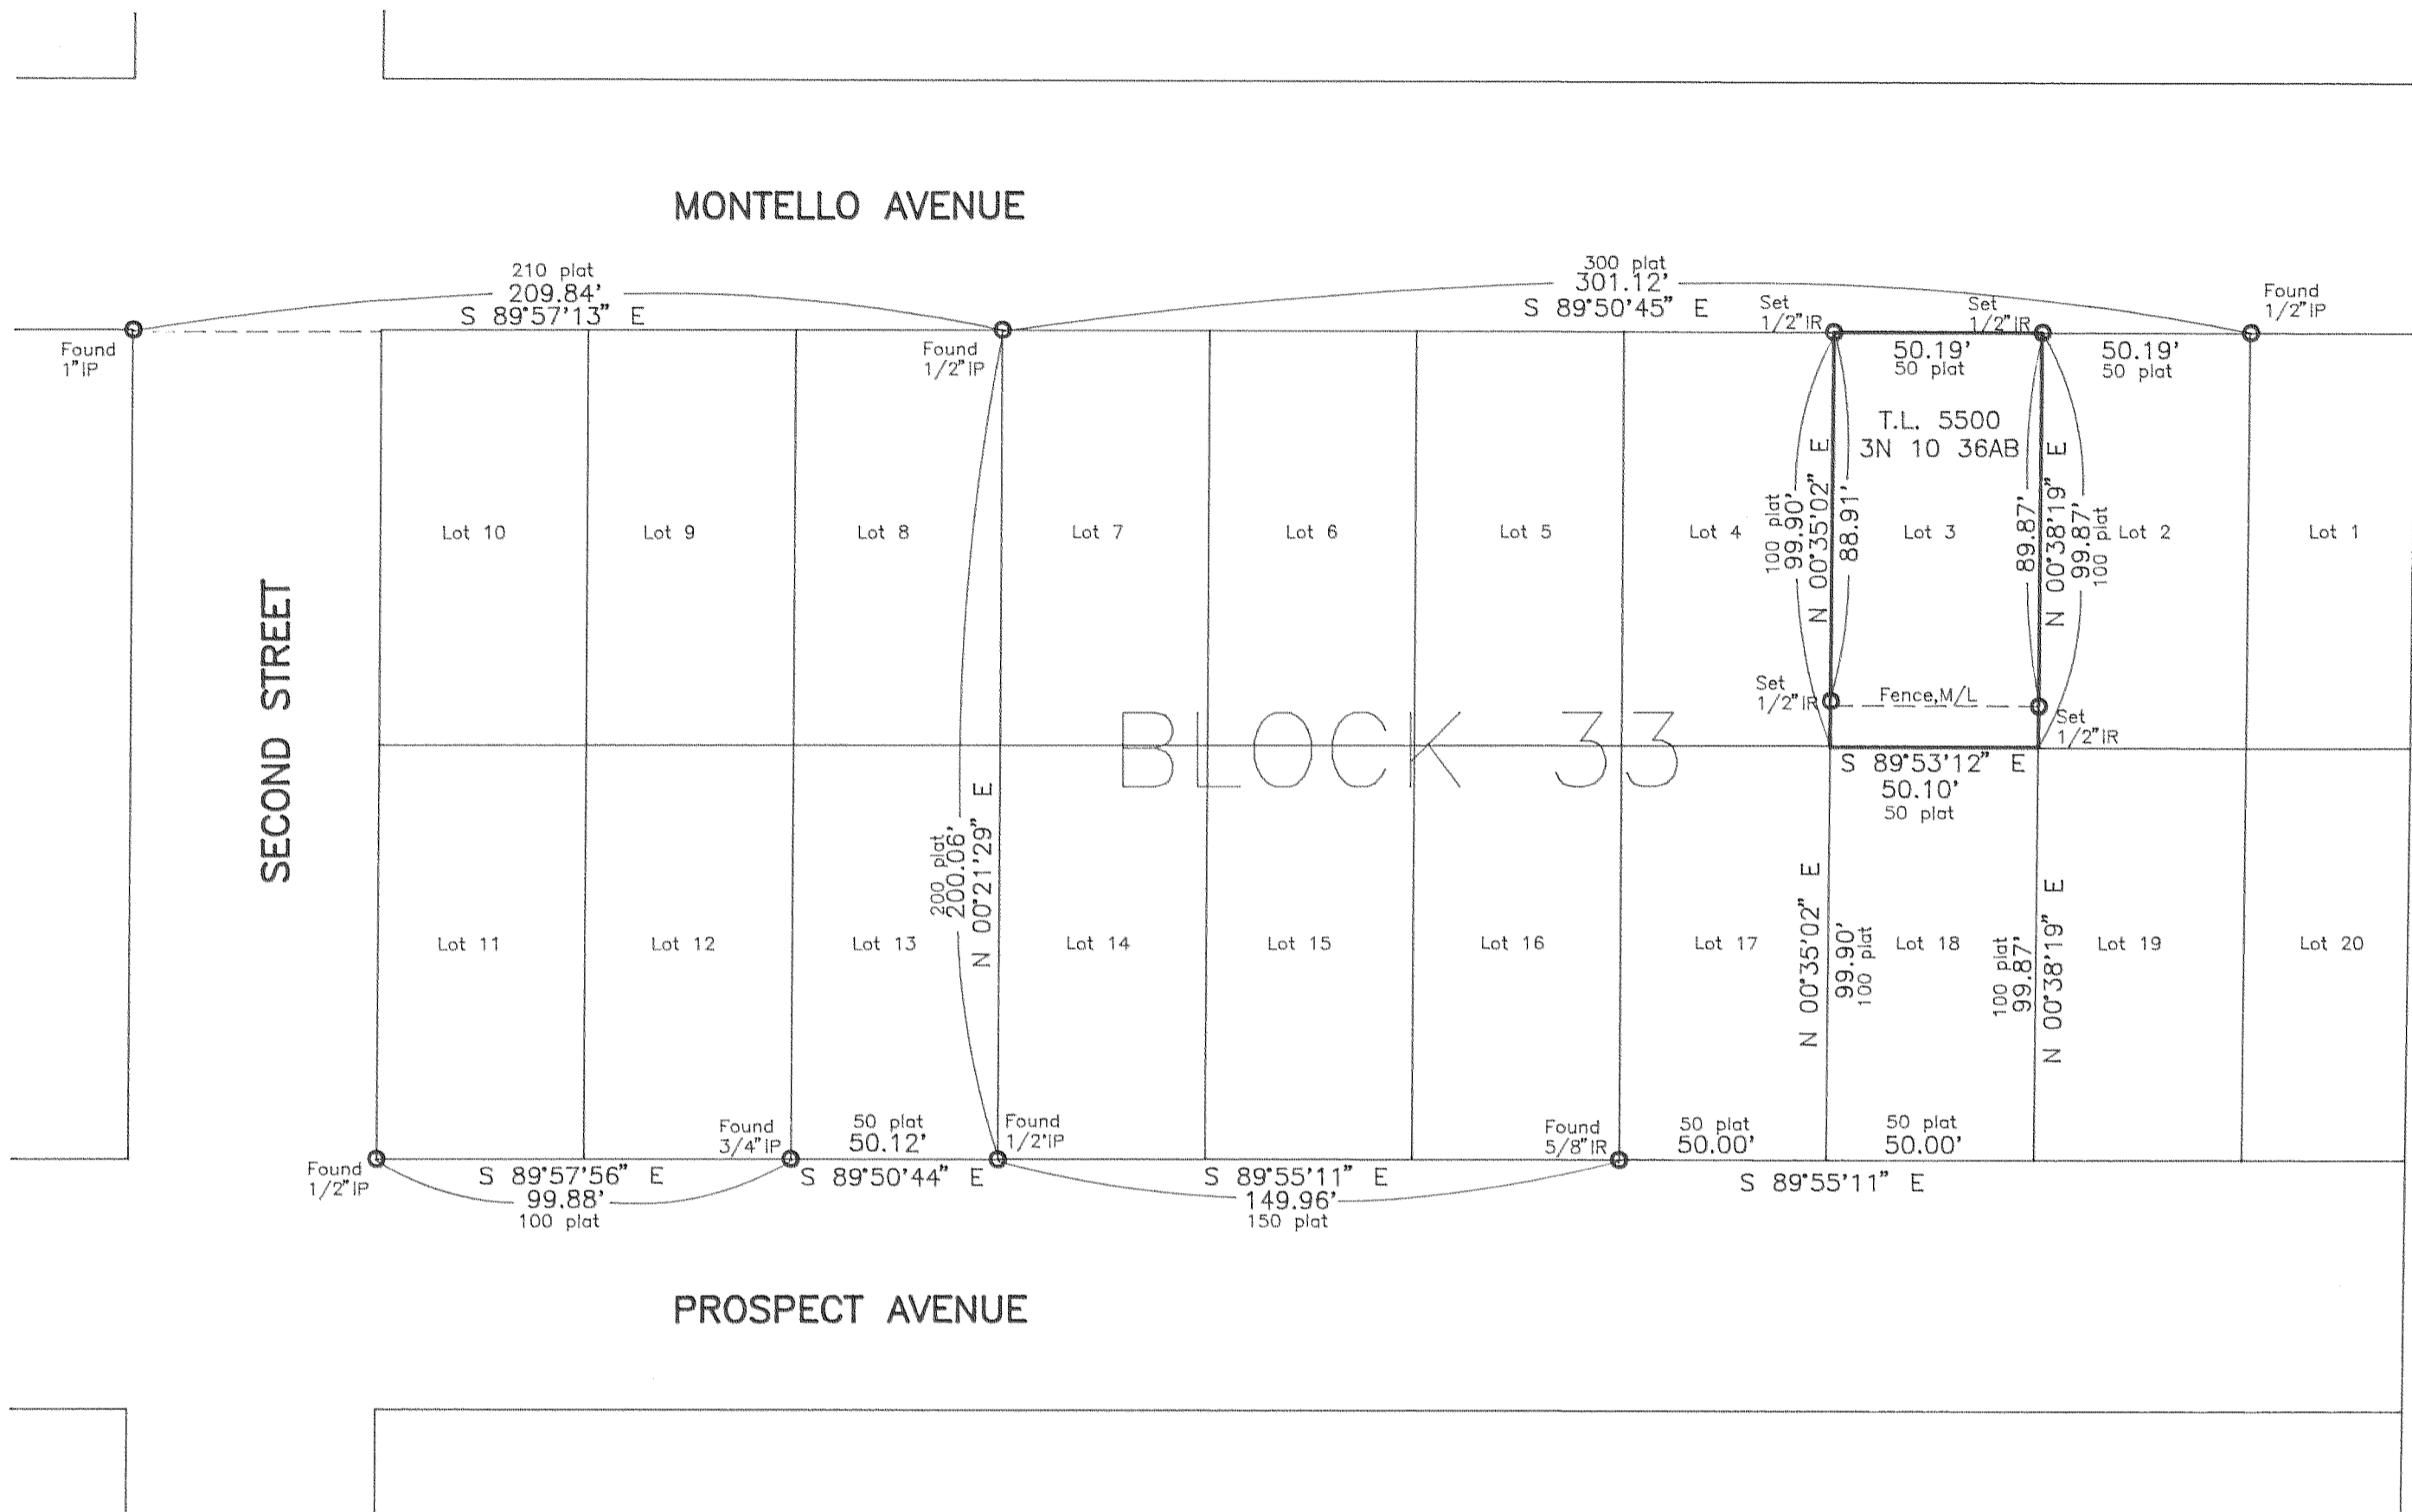 MONTELLO AVENUE
210 plat
209.84'
S 89°57'13" E
300 plat
301.12'
S 89°50'45" E
Set
1/2"IR
Set
1/2"IR
Found
1/2"IP
Found
1"IP
Found
1/2"IP
50.19'
50 plat
50.19'
50 plat
T.L. 5500
3N 10 36AB
100 plat
99.90'
N 00°35'02" E
88.91'
89.87'
N 00°38'19" E
99.87'
100 plat
Lot 10
Lot 9
Lot 8
Lot 7
Lot 6
Lot 5
Lot 4
Lot 3
Lot 2
Lot 1
SECOND STREET
Set
1/2"IR
Fence,M/L
Set
1/2"IR
BLOCK 33
S 89°53'12" E
50.10'
50 plat
200 plat
200.06'
N 00°21'29" E
Lot 11
Lot 12
Lot 13
Lot 14
Lot 15
Lot 16
Lot 17
N 00°35'02" E
99.90'
100 plat
Lot 18
100 plat
99.87'
N 00°38'19" E
Lot 19
Lot 20
Found
1/2"IP
Found
3/4"IP
50 plat
50.12'
Found
1/2'IP
Found
5/8"IR
50 plat
50.00'
50 plat
50.00'
S 89°57'56" E
99.88'
100 plat
S 89°50'44" E
S 89°55'11" E
149.96'
150 plat
S 89°55'11" E
PROSPECT AVENUE